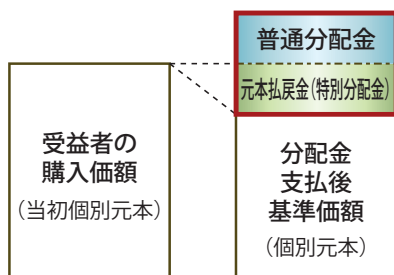 普通分配金
元本払戻金(特別分配金)
受益者の
購入価額
(当初個別元本)
分配金
支払後
基準価額
(個別元本)